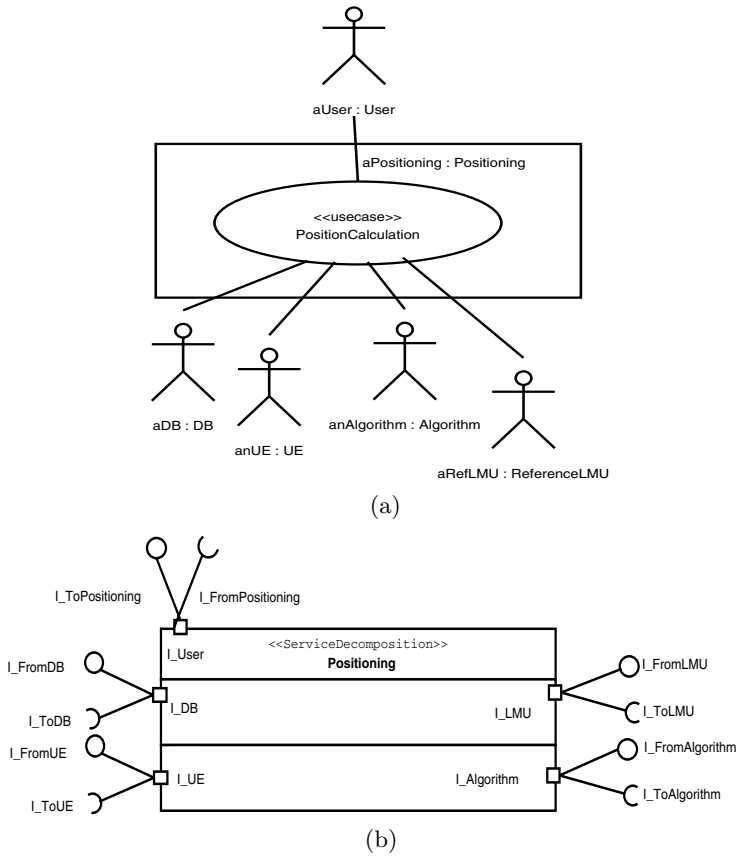 aUser : User
aPositioning : Positioning
<<usecase>>
PositionCalculation
aDB : DB
anUE : UE
anAlgorithm : Algorithm
aRefLMU : ReferenceLMU
(a)
I_ToPositioning
I_FromPositioning
<<ServiceDecomposition>>
Positioning
I_User
I_FromDB
I_DB
I_ToDB
I_FromUE
I_UE
I_ToUE
I_FromLMU
I_LMU
I_ToLMU
I_FromAlgorithm
I_Algorithm
I_ToAlgorithm
(b)